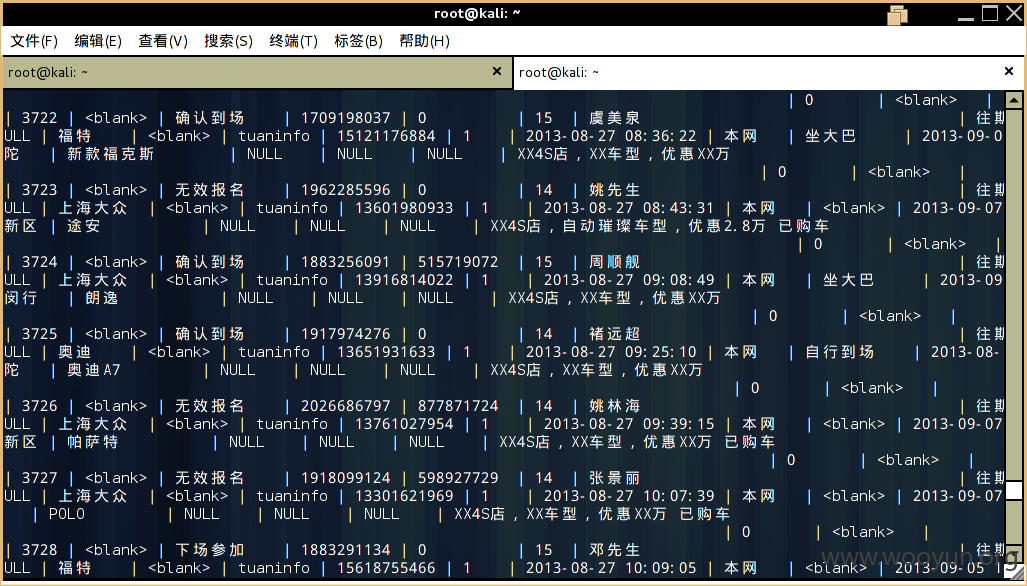 root@kali: ~
文件(F) 编辑(E) 查看(V) 搜索(S) 终端(T) 标签(B) 帮助(H)
root@kali: ~ × root@kali: ~ ×
| 0 | <blank> |
| 3722 | <blank> | 确认到场 | 1709198037 | 0 | 15 | 虞美泉 | 往期
ULL | 福特 | <blank> | tuaninfo | 15121176884 | 1 | 2013-08-27 08:36:22 | 本网 | 坐大巴 | 2013-09-0
陀 | 新款福克斯 | NULL | NULL | NULL | XX4S店，XX车型，优惠XX万
| 0 | <blank> |
| 3723 | <blank> | 无效报名 | 1962285596 | 0 | 14 | 姚先生 | 往期
ULL | 上海大众 | <blank> | tuaninfo | 13601980933 | 1 | 2013-08-27 08:43:31 | 本网 | <blank> | 2013-09-07
新区 | 途安 | NULL | NULL | NULL | XX4S店，自动璀璨车型，优惠2.8万 已购车
| 0 | <blank> |
| 3724 | <blank> | 确认到场 | 1883256091 | 515719072 | 15 | 周顺舰 | 往期
ULL | 上海大众 | <blank> | tuaninfo | 13916814022 | 1 | 2013-08-27 09:08:49 | 本网 | 坐大巴 | 2013-09
闵行 | 朗逸 | NULL | NULL | NULL | XX4S店，XX车型，优惠XX万
| 0 | <blank> |
| 3725 | <blank> | 确认到场 | 1917974276 | 0 | 14 | 褚远超 | 往期
ULL | 奥迪 | <blank> | tuaninfo | 13651931633 | 1 | 2013-08-27 09:25:10 | 本网 | 自行到场 | 2013-08-
陀 | 奥迪A7 | NULL | NULL | NULL | XX4S店，XX车型，优惠XX万
| 0 | <blank> |
| 3726 | <blank> | 无效报名 | 2026686797 | 877871724 | 14 | 姚林海 | 往期
ULL | 上海大众 | <blank> | tuaninfo | 13761027954 | 1 | 2013-08-27 09:39:15 | 本网 | <blank> | 2013-09-07
新区 | 帕萨特 | NULL | NULL | NULL | XX4S店，XX车型，优惠XX万 已购车
| 0 | <blank> |
| 3727 | <blank> | 无效报名 | 1918099124 | 598927729 | 14 | 张景丽 | 往期
ULL | 上海大众 | <blank> | tuaninfo | 13301621969 | 1 | 2013-08-27 10:07:39 | 本网 | <blank> | 2013-09-07
| POLO | NULL | NULL | NULL | XX4S店，XX车型，优惠XX万 已购车
| 0 | <blank> |
| 3728 | <blank> | 下场参加 | 1883291134 | 0 | 15 | 邓先生 | 往期
ULL | 福特 | <blank> | tuaninfo | 15618755466 | 1 | 2013-08-27 10:09:05 | 本网 | <blank> | 2013-09-05
www.wooyun.org